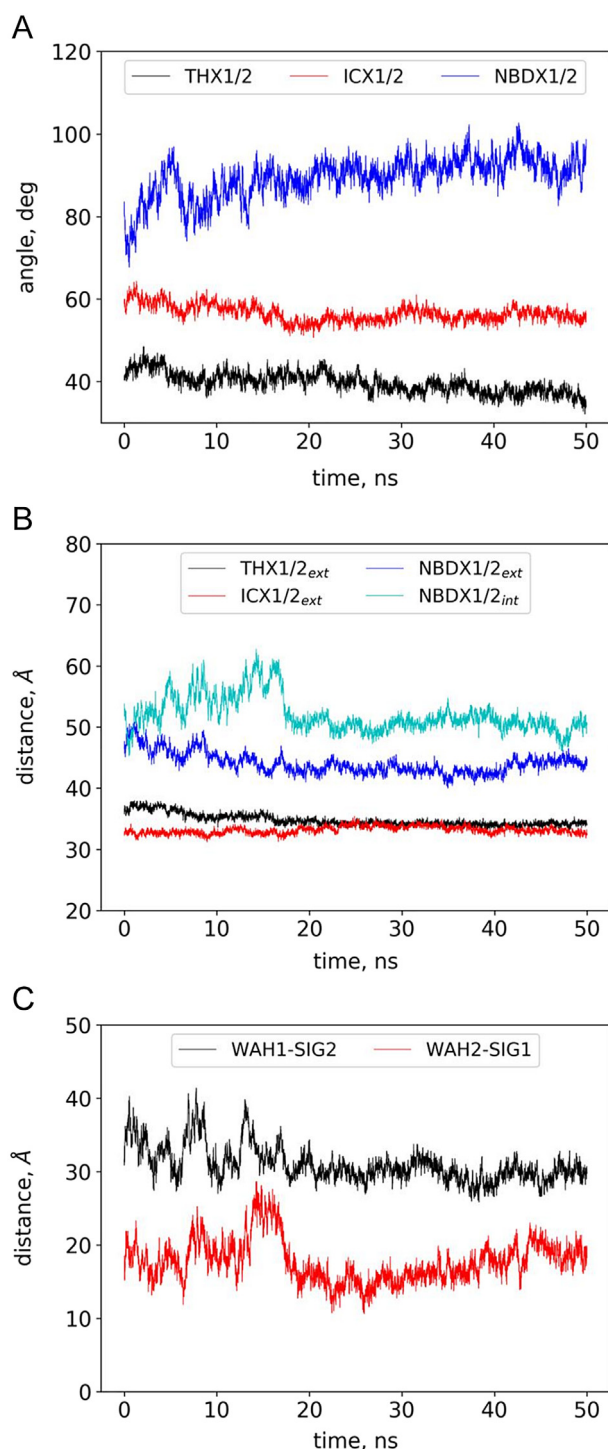 A
120
THX1/2 ICX1/2 NBDX1/2
100
80
60
40
angle, deg
0 10 20 30 40 50
time, ns
B
80
THX1/2ext NBDX1/2ext
ICX1/2ext NBDX1/2int
70
60
50
40
30
20
distance, Å
0 10 20 30 40 50
time, ns
C
50
WAH1-SIG2 WAH2-SIG1
40
30
20
10
0
distance, Å
0 10 20 30 40 50
time, ns